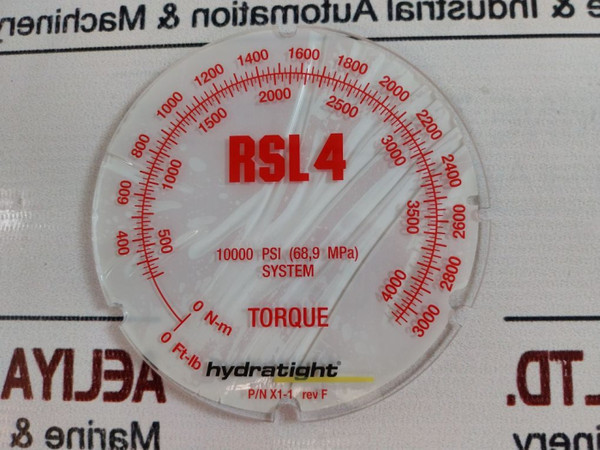 & Industrial Automation & Machinery
1600
1400
1800
1200
2000
1000
2200
800
2400
600
2600
400
2800
3000
0 Ft-lb
2000
2500
1500
3000
1000
3500
500
4000
0 N-m
RSL4
10000 PSI (68,9 MPa)
SYSTEM
TORQUE
hydratight®
P/N X1-1 rev F
AELIYA
LTD.
Marine &